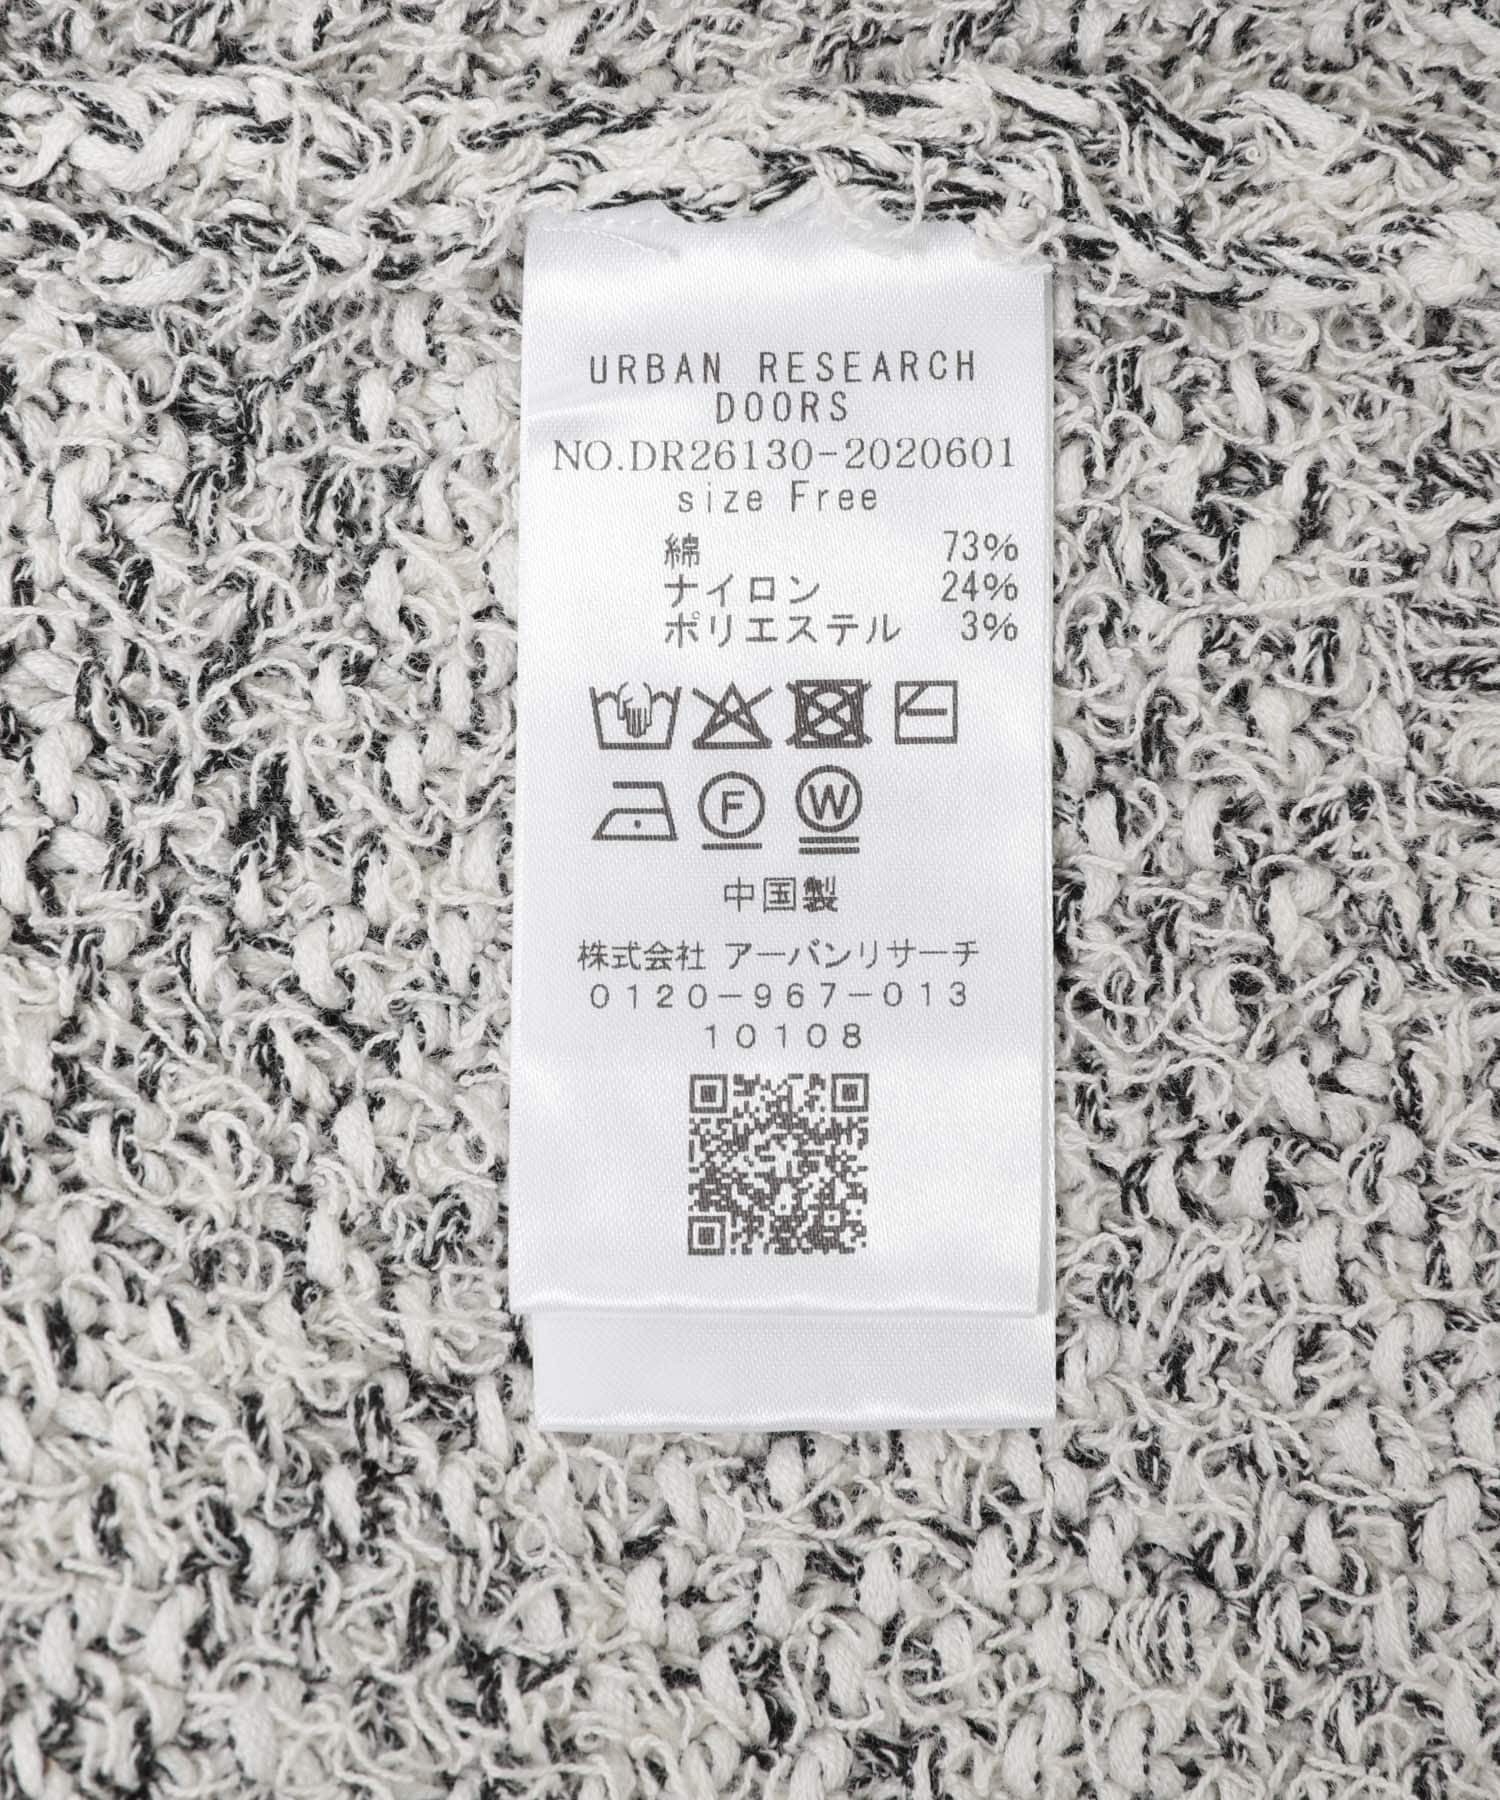 URBAN RESEARCH
DOORS
NO.DR26130-2020601
size Free
綿 73%
ナイロン 24%
ポリエステル 3%
F W
中国製
株式会社 アーバンリサーチ
0120-967-013
10108